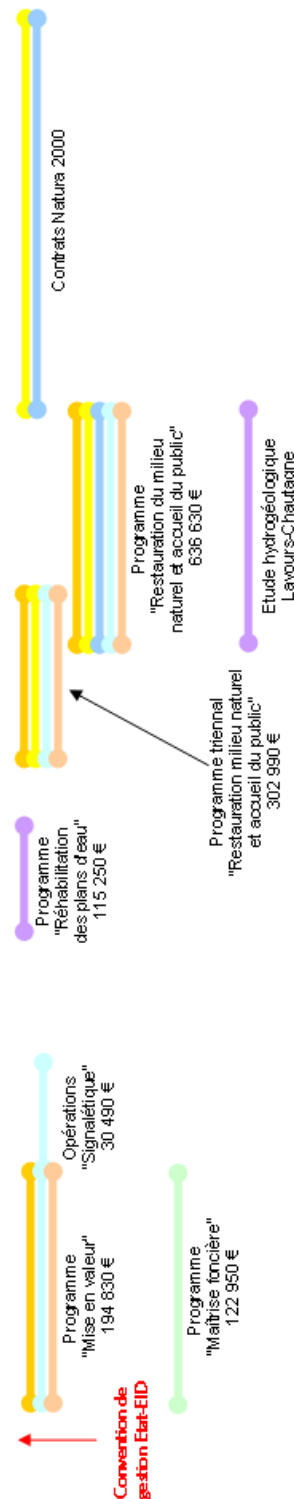 Convention de
gestion Etat-EID
Programme
"Mise en valeur"
194 830 €
Opérations
"Signalétique"
30 490 €
Programme
"Maîtrise foncière"
122 950 €
Programme
"Réhabilitation
des plans d'eau"
115 250 €
Programme triennal
"Restauration milieu naturel
et accueil du public"
302 990 €
Programme
"Restauration du milieu
naturel et accueil du public"
636 630 €
Etude hydrogéologique
Lavours-Chautagne
Contrats Natura 2000